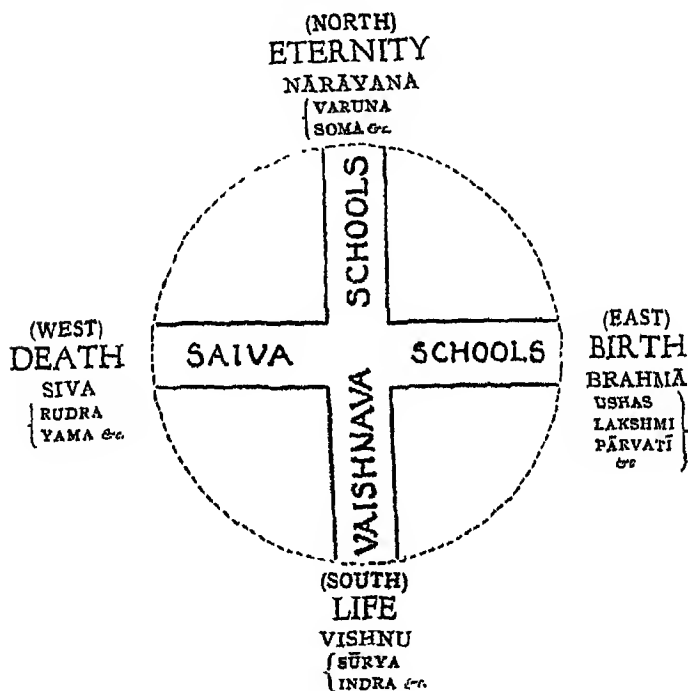 (NORTH)
ETERNITY
NĀRĀYANA
VARUNA
SOMA &c.
SCHOOLS
(WEST)
DEATH
SIVA
RUDRA
YAMA &c.
SAIVA SCHOOLS
(EAST)
BIRTH
BRAHMĀ
USHAS
LAKSHMI
PĀRVATĪ
&c
VAISHNAVA
(SOUTH)
LIFE
VISHNU
SŪRYA
INDRA &c.